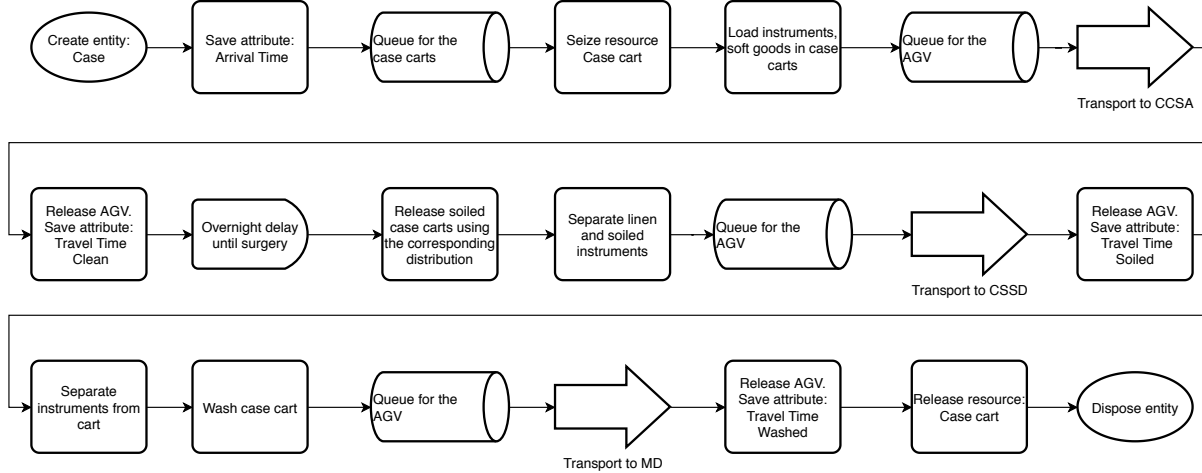 Create entity:
Case
Save attribute:
Arrival Time
Queue for the
case carts
Seize resource
Case cart
Load instruments,
soft goods in case
carts
Queue for the
AGV
Transport to CCSA
Release AGV.
Save attribute:
Travel Time
Clean
Overnight delay
until surgery
Release soiled
case carts using
the corresponding
distribution
Separate linen
and soiled
instruments
Queue for the
AGV
Transport to CSSD
Release AGV.
Save attribute:
Travel Time
Soiled
Separate
instruments from
cart
Wash case cart
Queue for the
AGV
Transport to MD
Release AGV.
Save attribute:
Travel Time
Washed
Release resource:
Case cart
Dispose entity